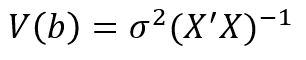 V(b) = σ²(X′X)⁻¹